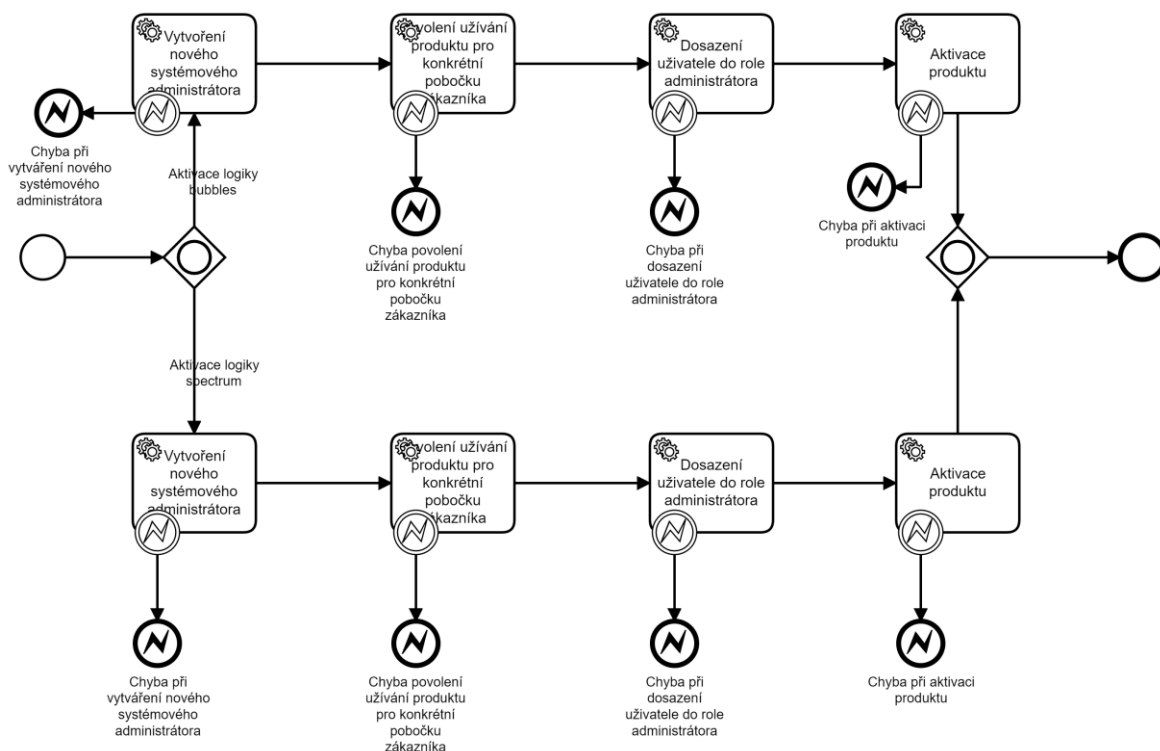 Vytvoření
nového
systémového
administrátora
ovolení užívání
produktu pro
konkrétní
pobočku
zákazníka
Dosazení
uživatele do role
administrátora
Aktivace
produktu
Chyba při
vytváření nového
systémového
administrátora
Aktivace logiky
bubbles
Chyba povolení
užívání produktu
pro konkrétní
pobočku
zákazníka
Chyba při
dosazení
uživatele do role
administrátora
Chyba při aktivaci
produktu
Aktivace logiky
spectrum
Vytvoření
nového
systémového
administrátora
ovolení užívání
produktu pro
konkrétní
pobočku
zákazníka
Dosazení
uživatele do role
administrátora
Aktivace
produktu
Chyba při
vytváření nového
systémového
administrátora
Chyba povolení
užívání produktu
pro konkrétní
pobočku
zákazníka
Chyba při
dosazení
uživatele do role
administrátora
Chyba při aktivaci
produktu